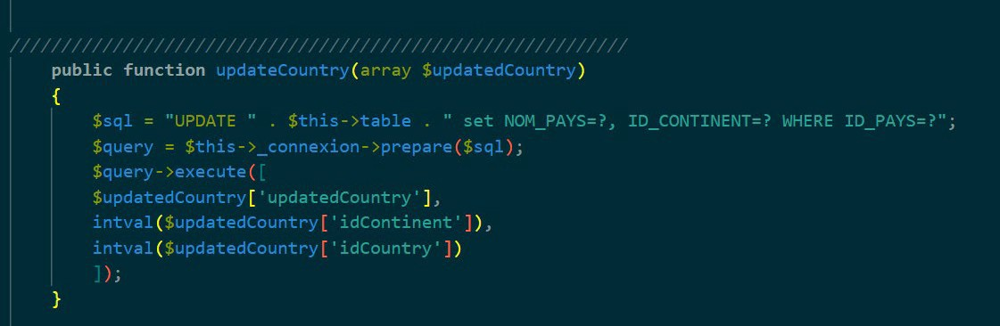 ////////////////////////////////////////////////////////////
public function updateCountry(array $updatedCountry)
{
$sql = "UPDATE " . $this->table . " set NOM_PAYS=?, ID_CONTINENT=? WHERE ID_PAYS=?";
$query = $this->_connexion->prepare($sql);
$query->execute([
$updatedCountry['updatedCountry'],
intval($updatedCountry['idContinent']),
intval($updatedCountry['idCountry'])
]);
}